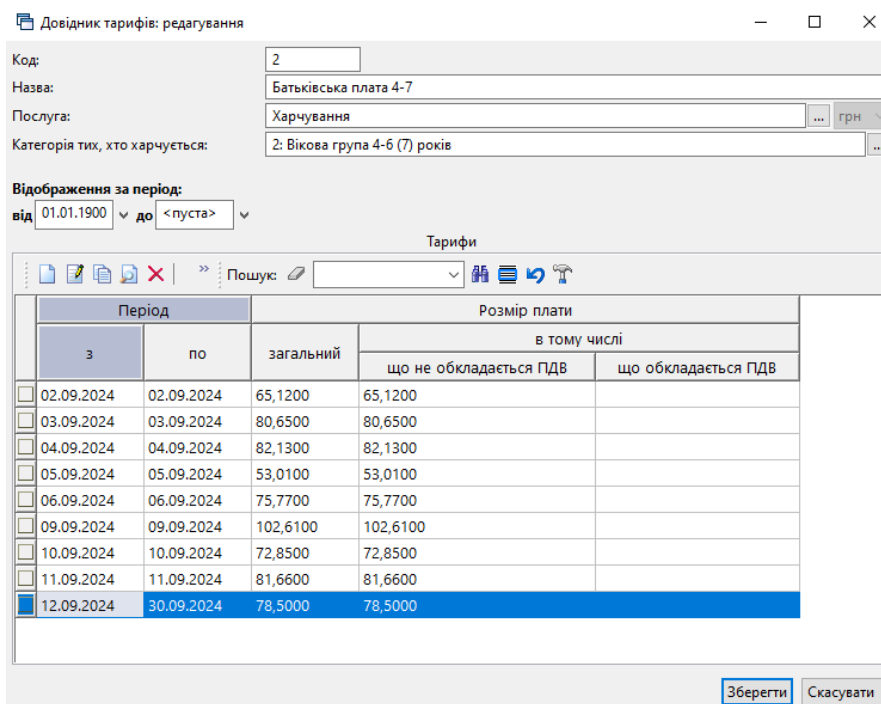 Довідник тарифів: редагування
Код: 2
Назва: Батьківська плата 4-7
Послуга: Харчування ... грн
Категорія тих, хто харчується: 2: Вікова група 4-6 (7) років ..
Відображення за період:
від 01.01.1900 до <пуста>
Тарифи
» Пошук:
Період Розмір плати
з по загальний в тому числі
що не обкладається ПДВ що обкладається ПДВ
02.09.2024 02.09.2024 65,1200 65,1200
03.09.2024 03.09.2024 80,6500 80,6500
04.09.2024 04.09.2024 82,1300 82,1300
05.09.2024 05.09.2024 53,0100 53,0100
06.09.2024 06.09.2024 75,7700 75,7700
09.09.2024 09.09.2024 102,6100 102,6100
10.09.2024 10.09.2024 72,8500 72,8500
11.09.2024 11.09.2024 81,6600 81,6600
12.09.2024 30.09.2024 78,5000 78,5000
Зберегти Скасувати